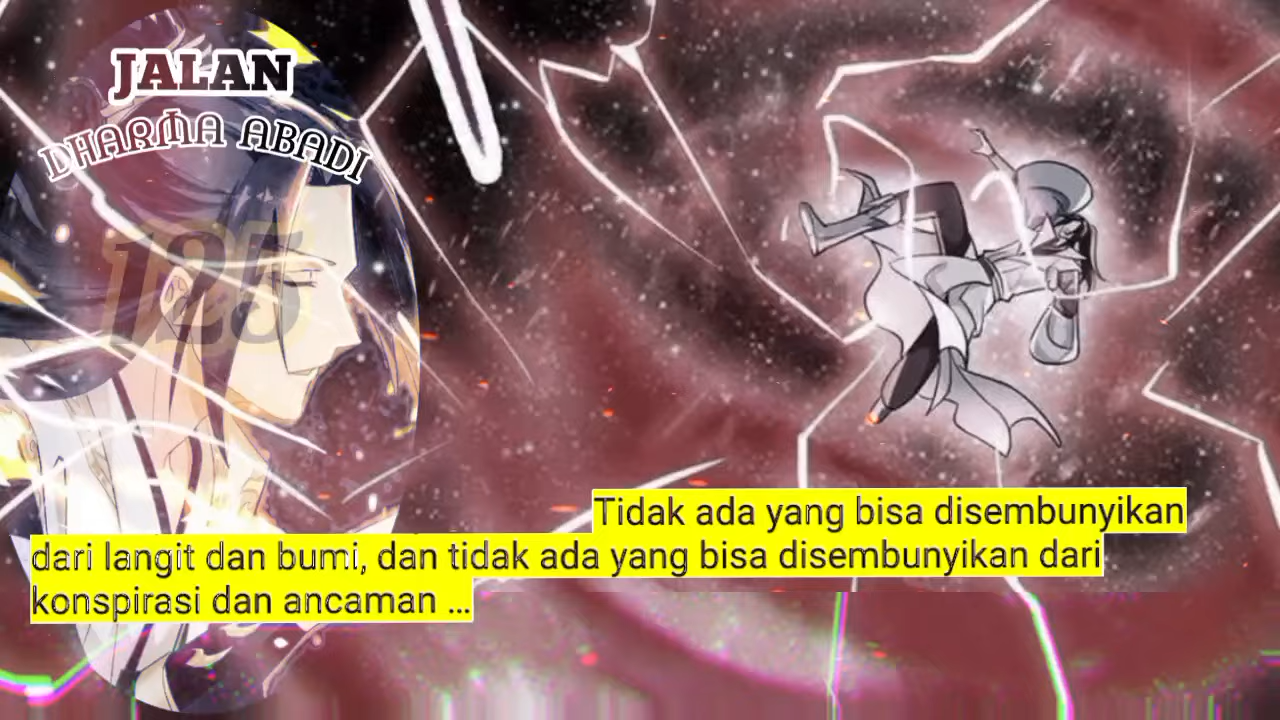 JALAN
DHARMA ABADI
125
Tidak ada yang bisa disembunyikan
dari langit dan bumi, dan tidak ada yang bisa disembunyikan dari
konspirasi dan ancaman ...